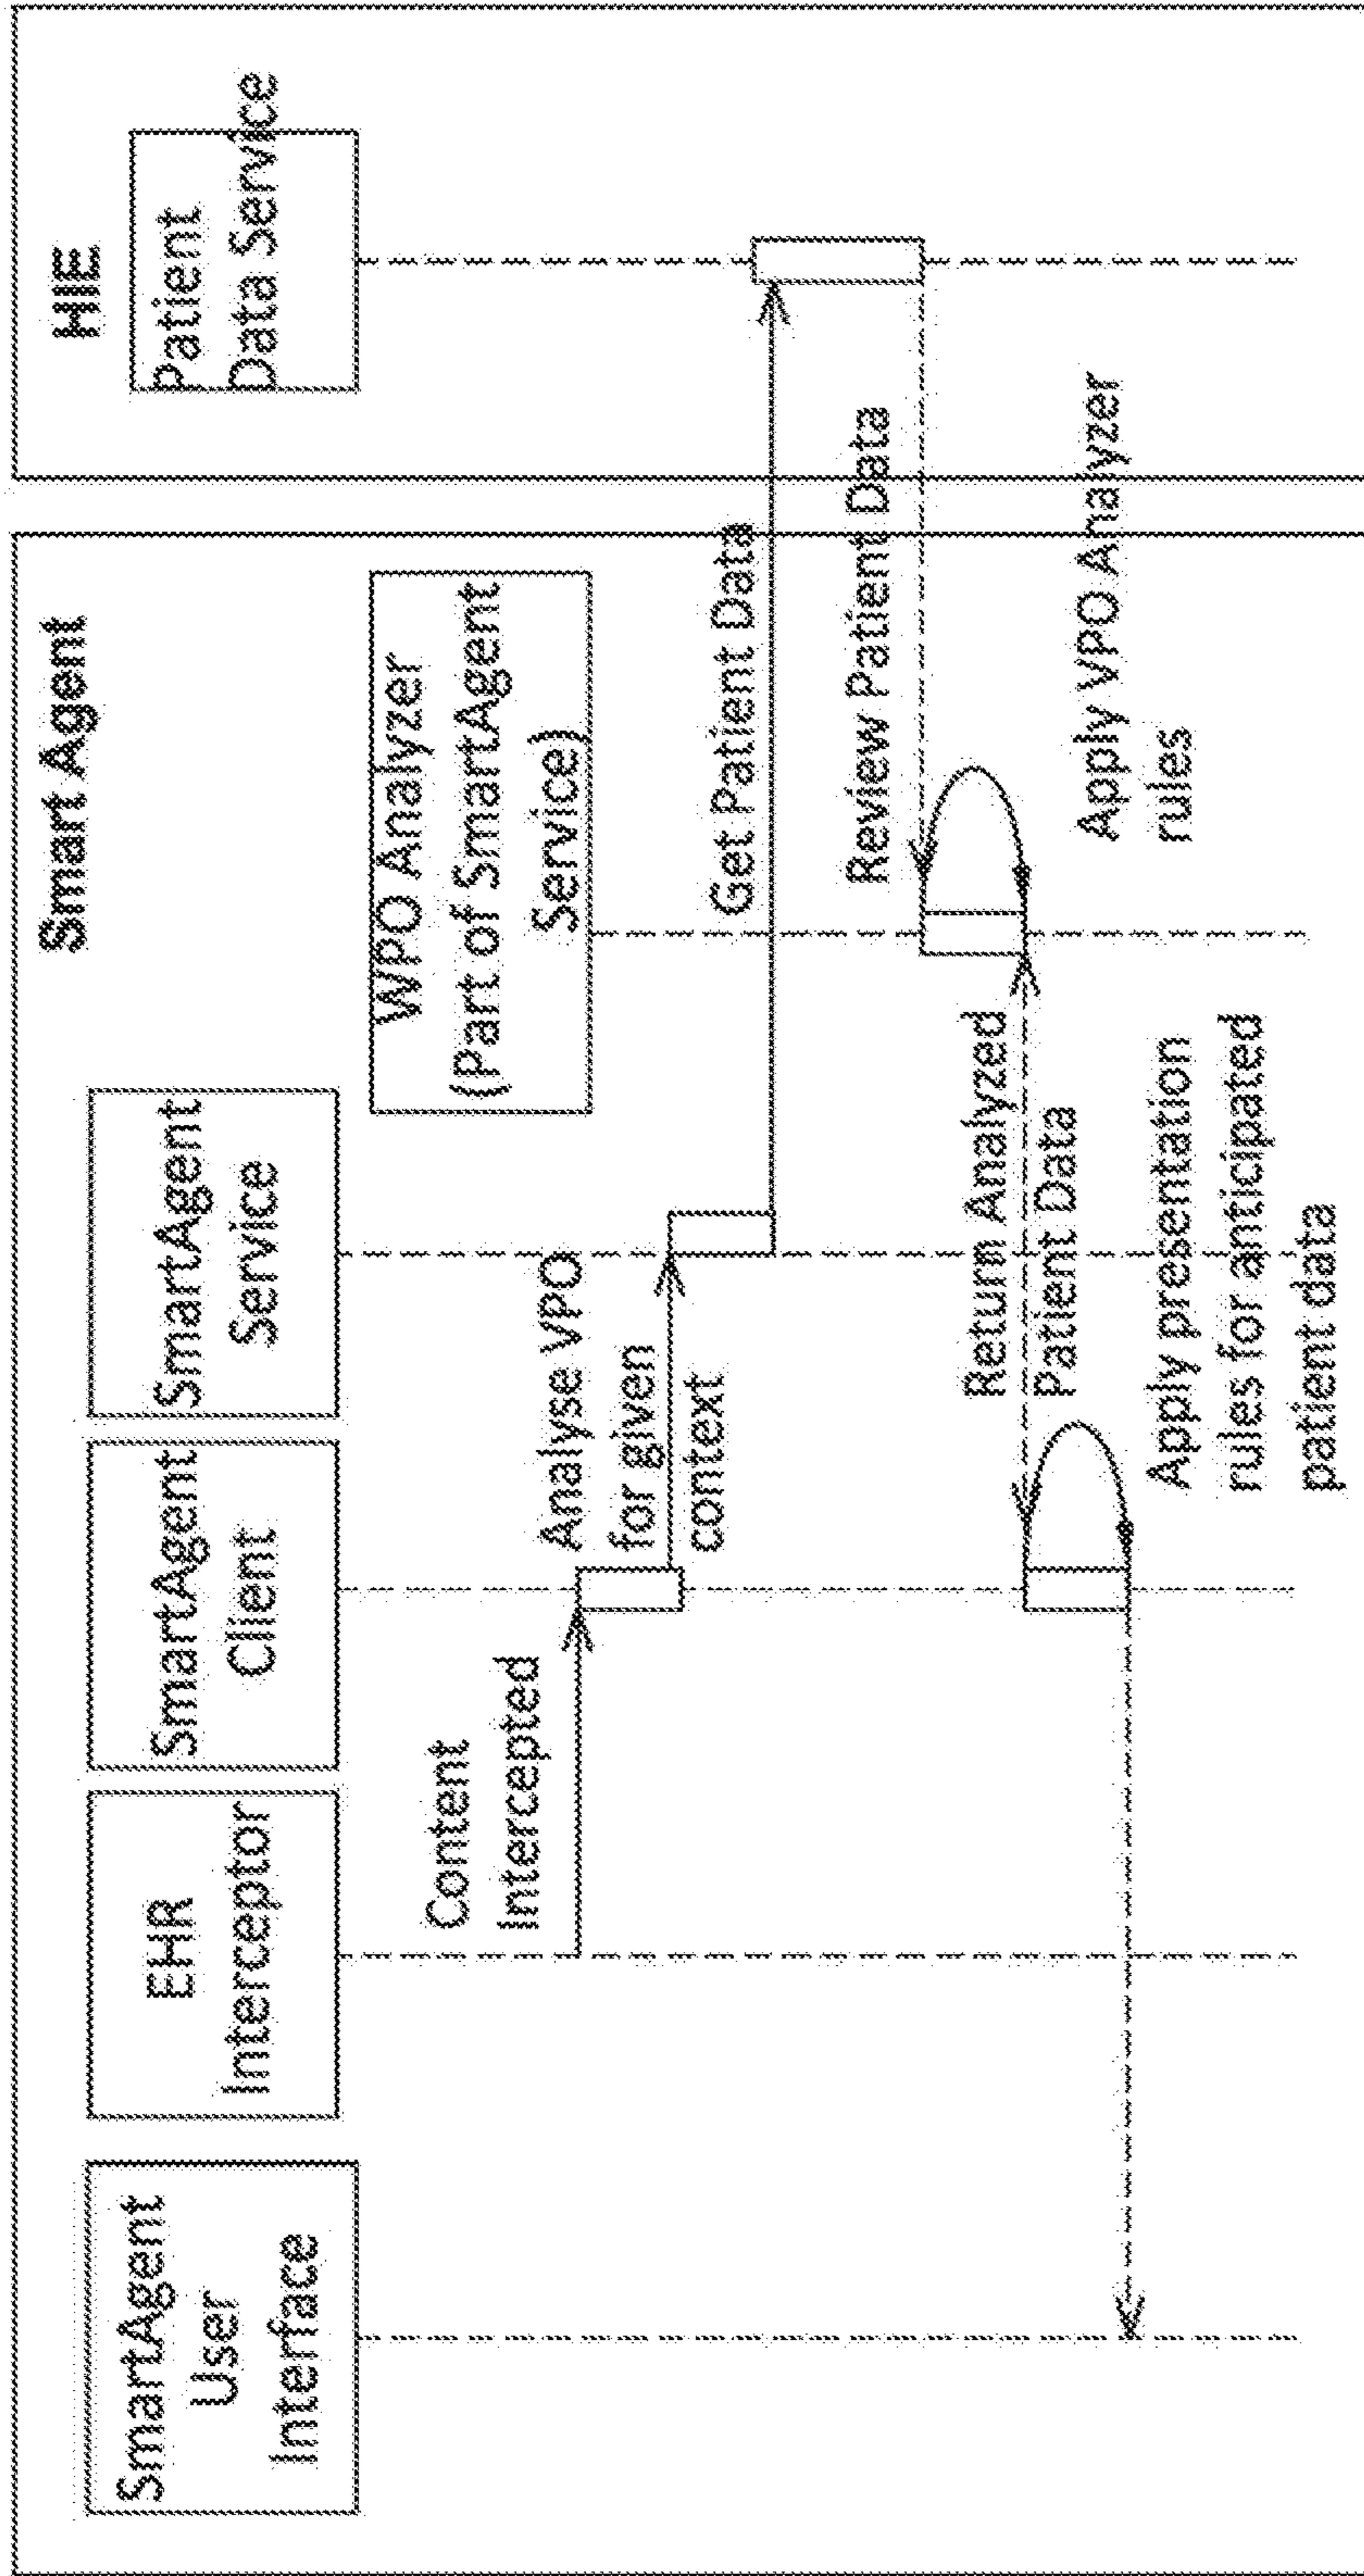 Smart Agent
HIE
SmartAgent
User
Interface
EHR
Interceptor
SmartAgent
Client
SmartAgent
Service
WPO Analyzer
(Part of SmartAgent
Service)
Patient
Data Service
Content
Intercepted
Analyse VPO
for given
context
Get Patient Data
Review Patient Data
Apply VPO Analyzer
rules
Return Analyzed
Patient Data
Apply presentation
rules for anticipated
patient data